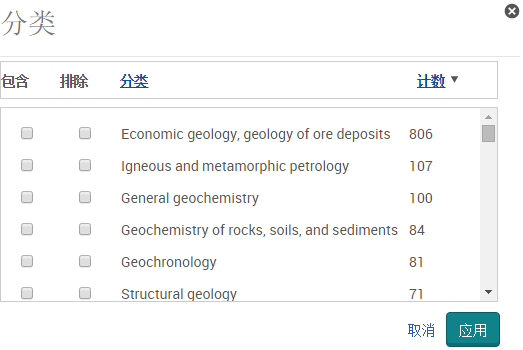 分类
包含 排除 分类 计数
Economic geology, geology of ore deposits 806
Igneous and metamorphic petrology 107
General geochemistry 100
Geochemistry of rocks, soils, and sediments 84
Geochronology 81
Structural geology 71
取消 应用